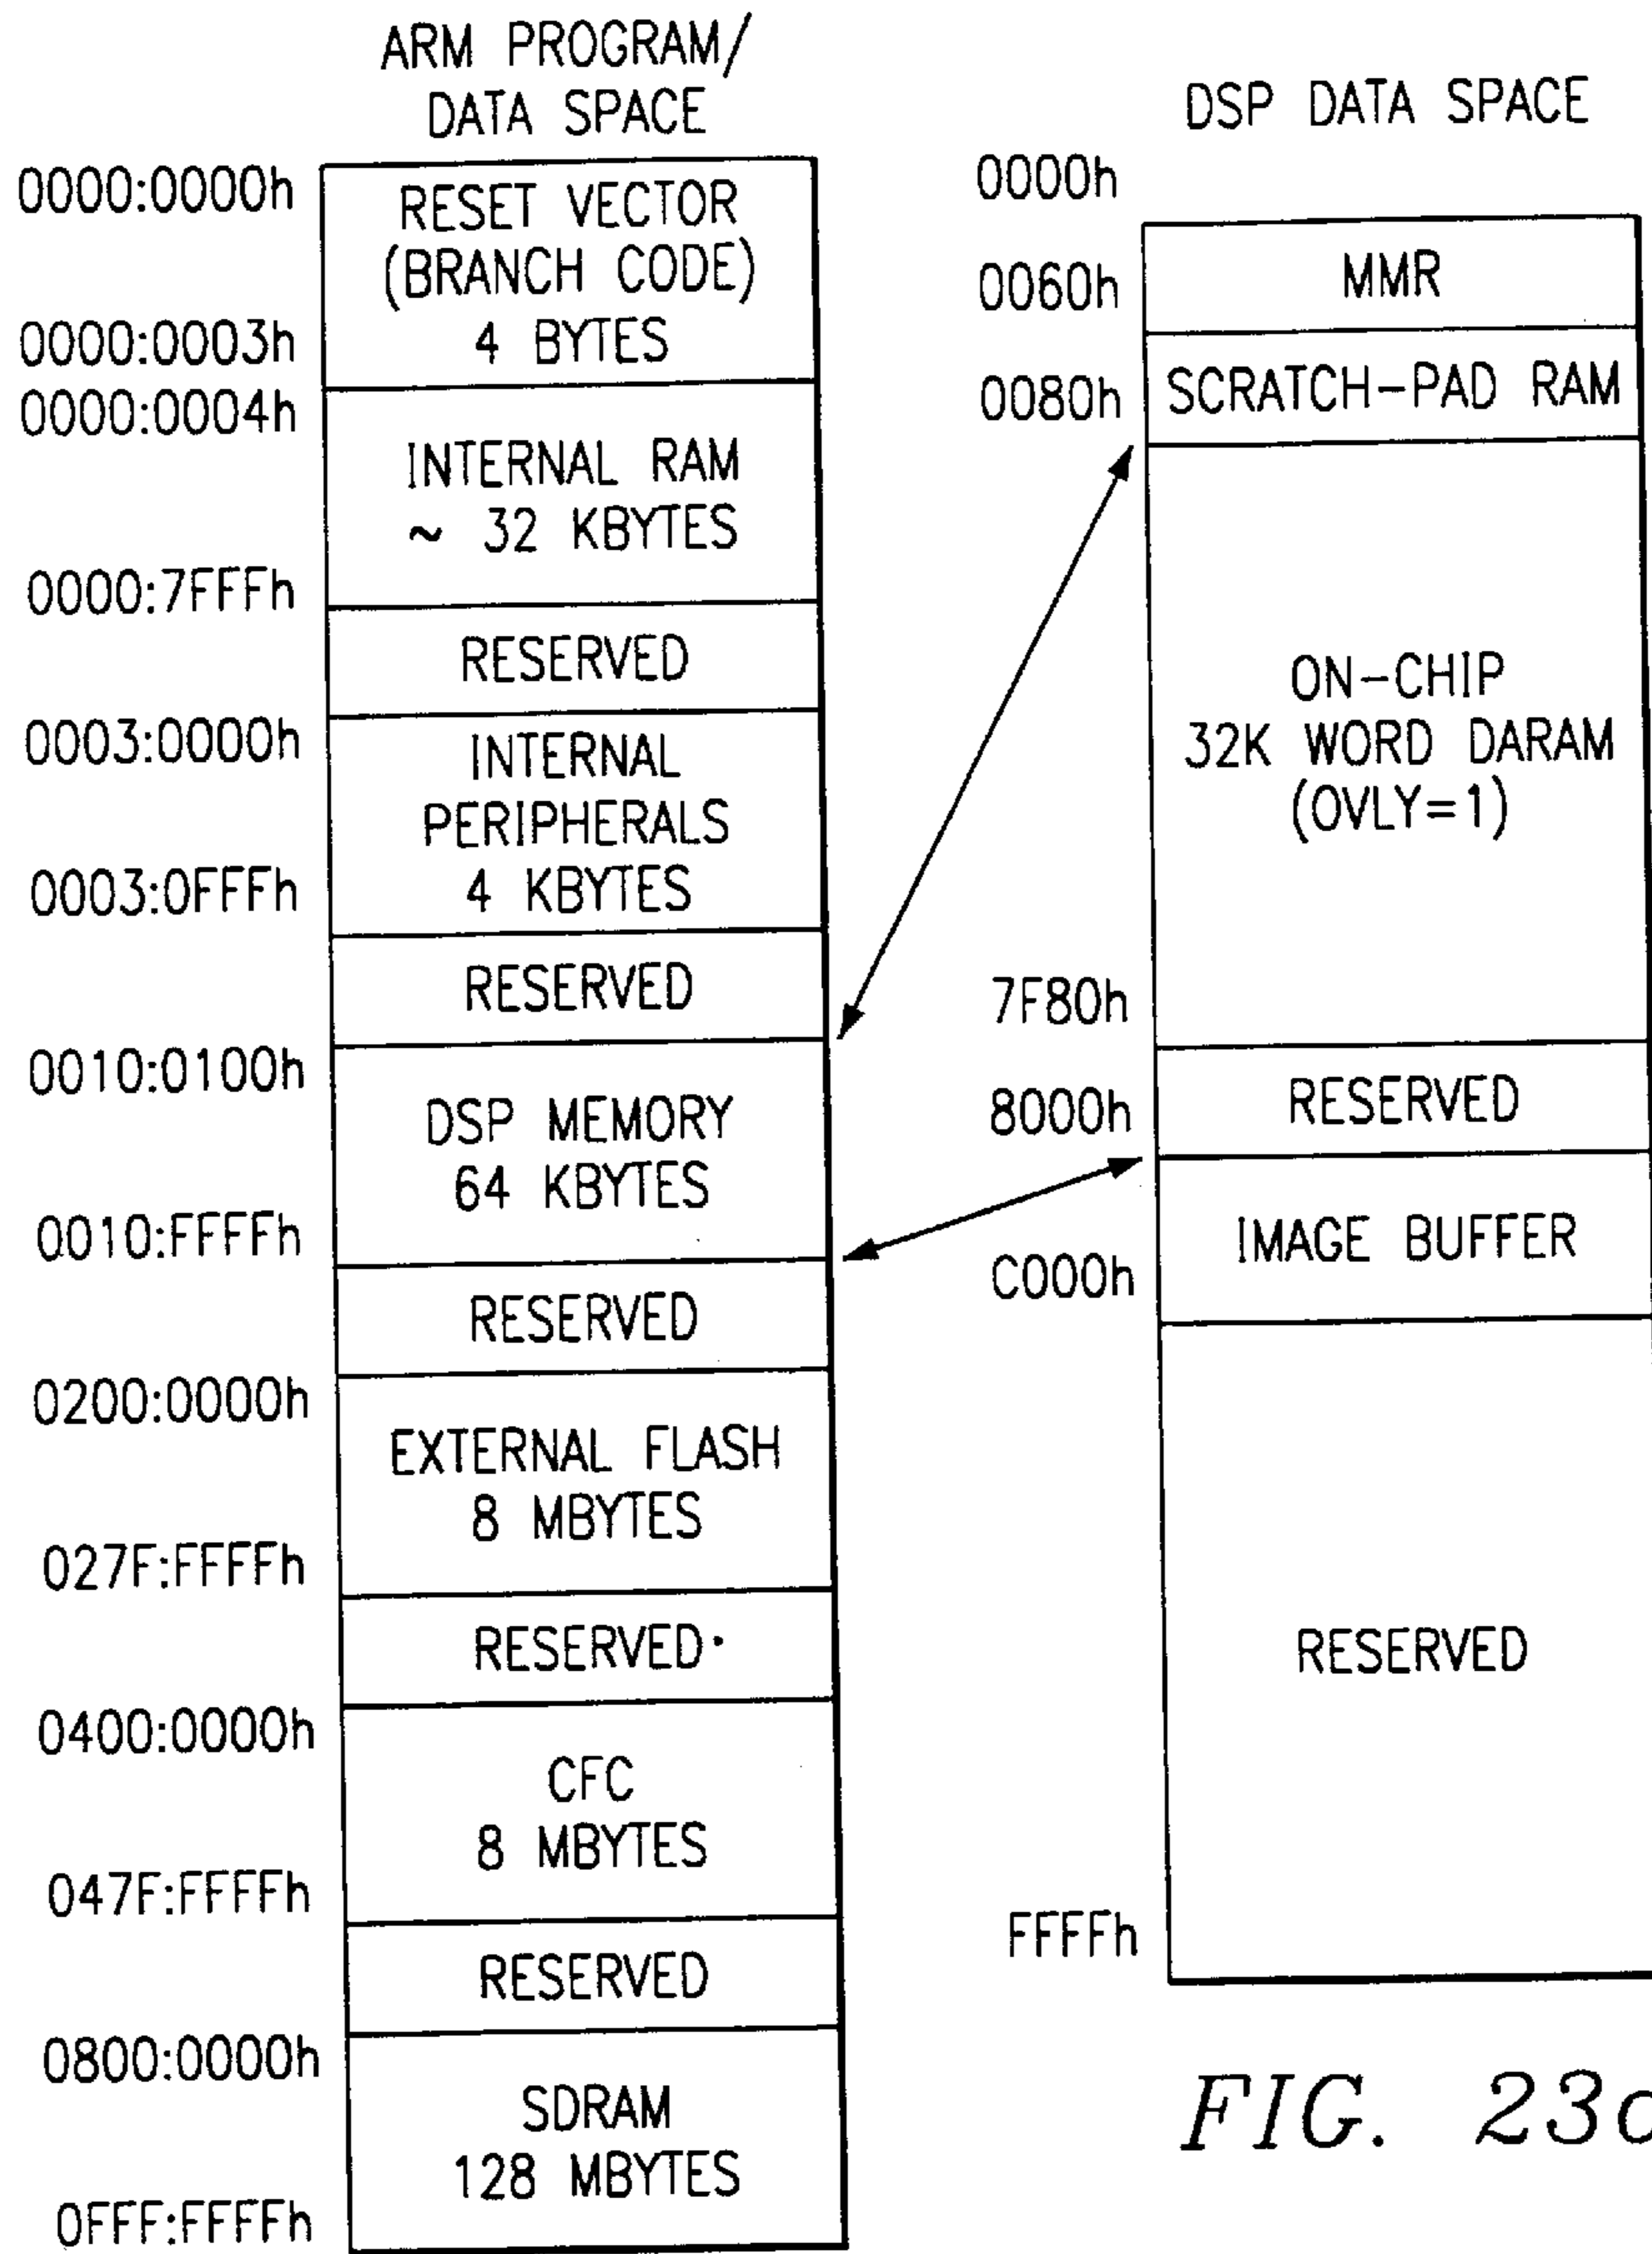 ARM PROGRAM/
DATA SPACE
0000:0000h
RESET VECTOR
(BRANCH CODE)
0000:0003h
4 BYTES
0000:0004h
INTERNAL RAM
~ 32 KBYTES
0000:7FFFh
RESERVED
0003:0000h
INTERNAL
PERIPHERALS
0003:0FFFh
4 KBYTES
RESERVED
0010:0100h
DSP MEMORY
64 KBYTES
0010:FFFFh
RESERVED
0200:0000h
EXTERNAL FLASH
8 MBYTES
027F:FFFFh
RESERVED
0400:0000h
CFC
8 MBYTES
047F:FFFFh
RESERVED
0800:0000h
SDRAM
128 MBYTES
0FFF:FFFFh
DSP DATA SPACE
0000h
MMR
0060h
0080h
SCRATCH-PAD RAM
ON-CHIP
32K WORD DARAM
(OVLY=1)
7F80h
RESERVED
8000h
IMAGE BUFFER
C000h
RESERVED
FFFFh
FIG. 23